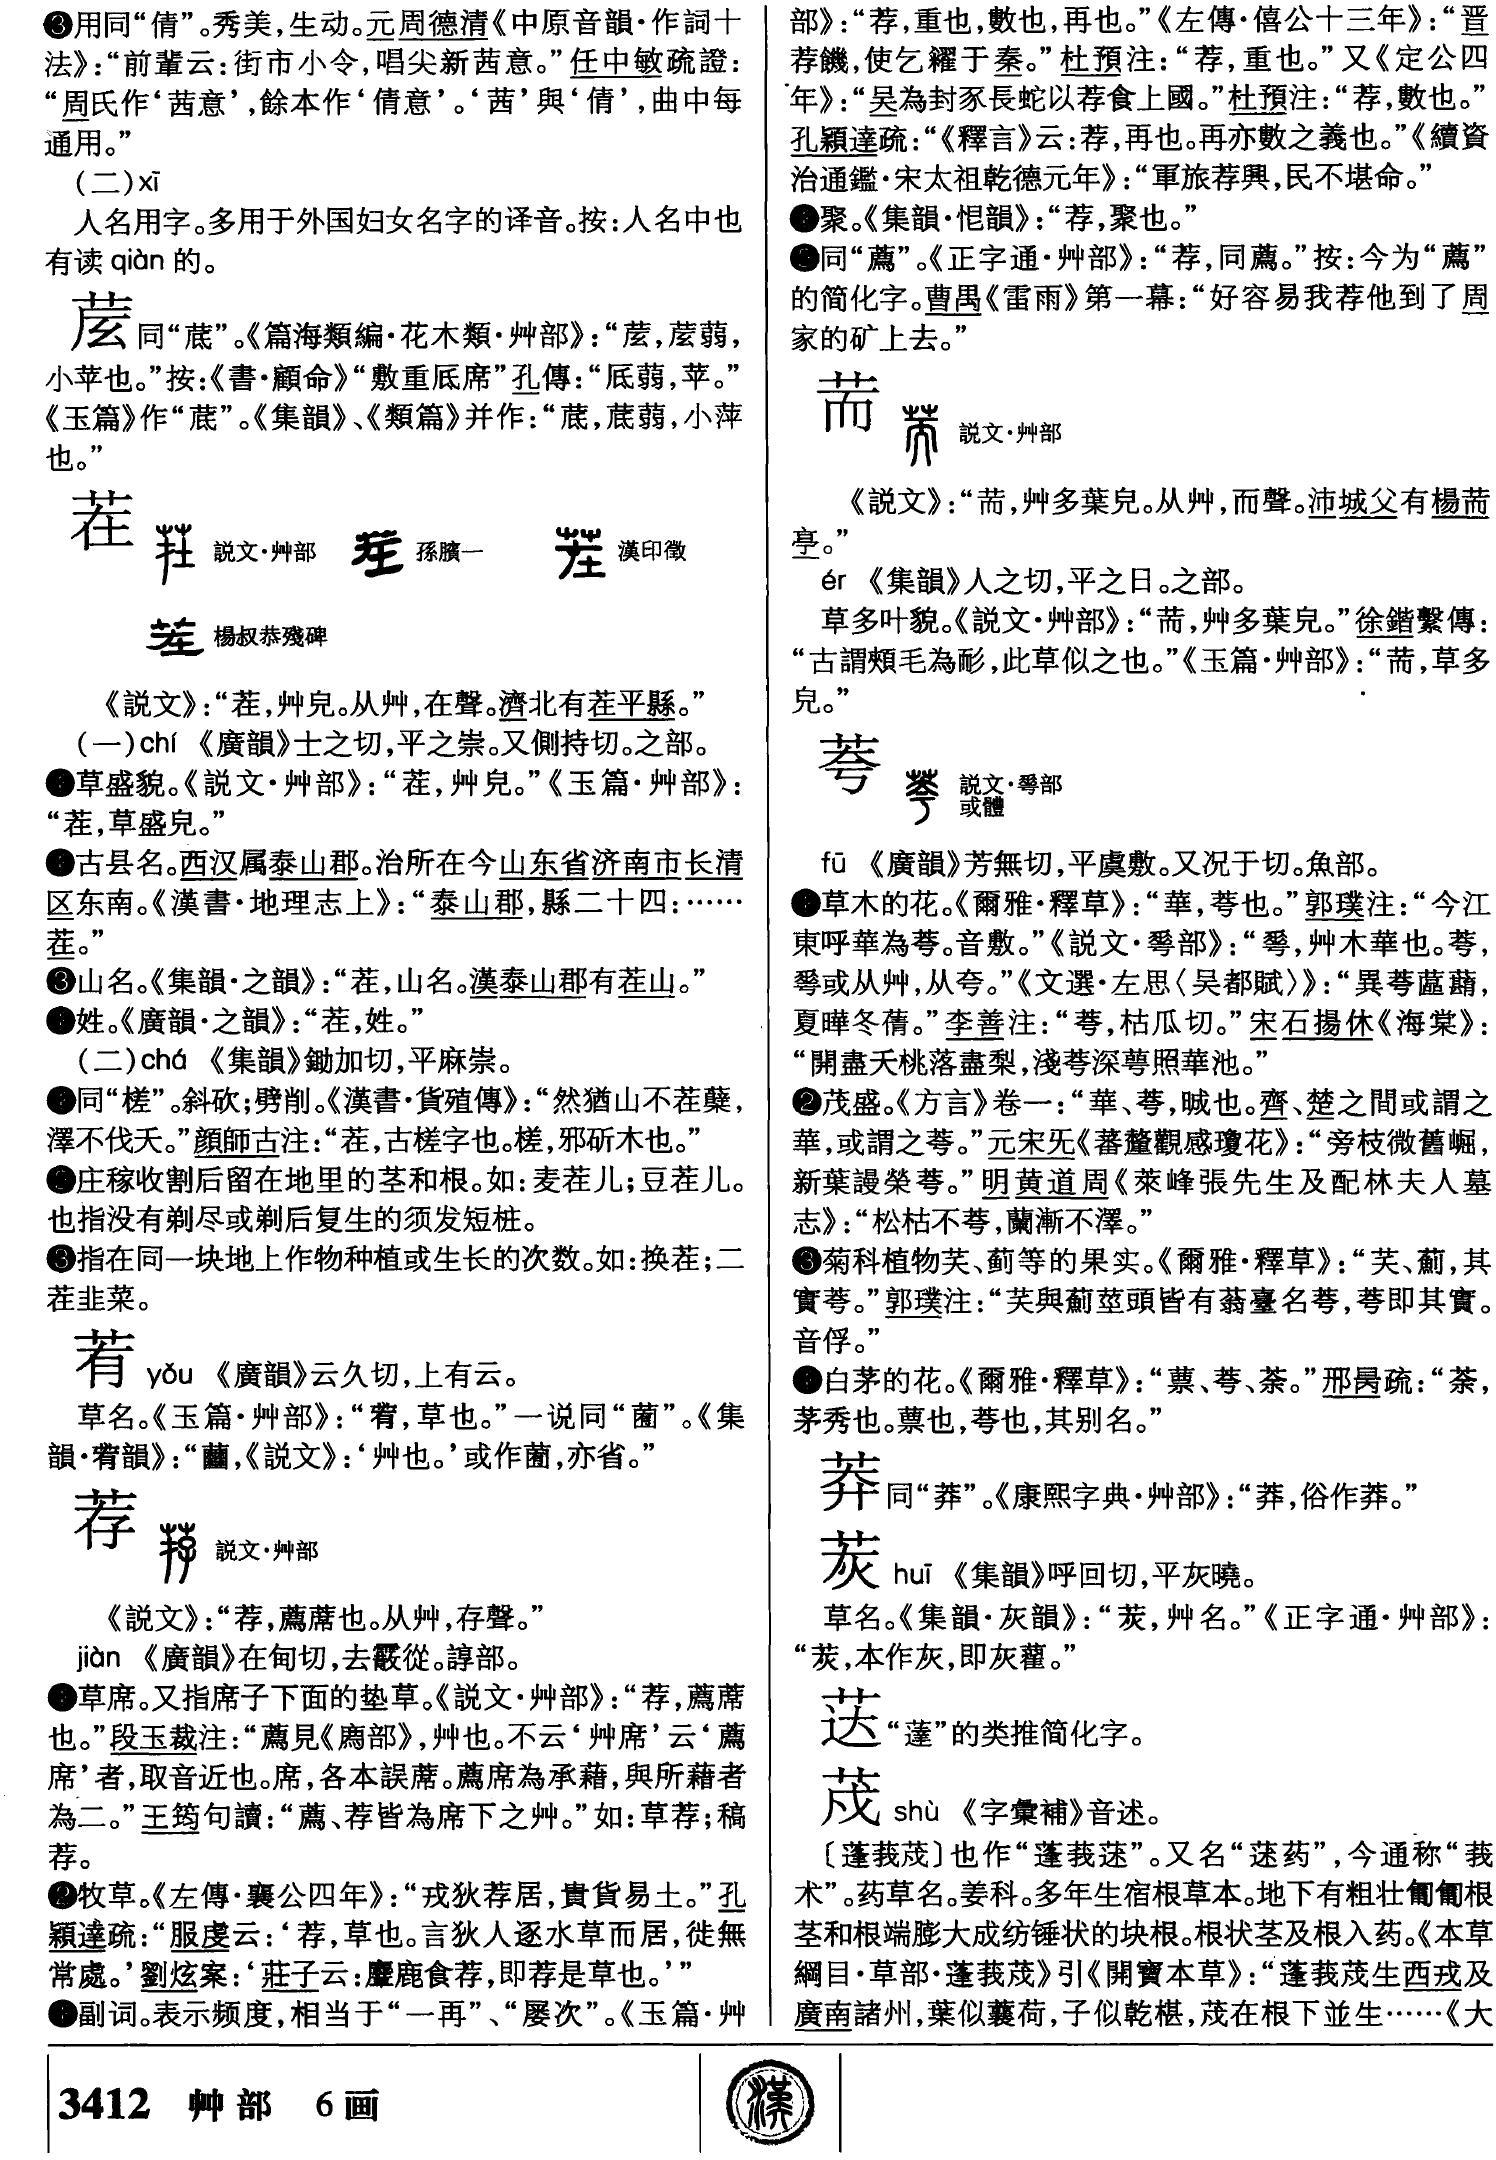 ❸用同“倩”。秀美，生动。元周德清《中原音韻·作詞十
法》：“前輩云：街市小令，唱尖新茜意。”任中敏疏證：
“周氏作‘茜意’，餘本作‘倩意’。‘茜’與‘倩’，曲中每
通用。”
(二)xī
人名用字。多用于外国妇女名字的译音。按：人名中也
有读 qiàn 的。
同“菧”。《篇海類編·花木類·艸部》：
小苹也。”按：《書·顧命》“敷重厎席”孔傳：“厎蒻，苹。”
《玉篇》作“菧”。《集韻》、《類篇》并作：“菧，菧蒻，小萍
也。”
茬 説文·艸部 孫臏一 漢印徵
楊叔恭殘碑
《説文》：“茬，艸皃。从艸，在聲。濟北有茬平縣。”
(一)chí 《廣韻》士之切，平之崇。又側持切。之部。
❶草盛貌。《説文·艸部》：“茬，艸皃。”《玉篇·艸部》：
“茬，草盛皃。”
❷古县名。西汉属泰山郡。治所在今山东省济南市长清
区东南。《漢書·地理志上》：“泰山郡，縣二十四：……
茬。”
❸山名。《集韻·之韻》：“茬，山名。漢泰山郡有茬山。”
❹姓。《廣韻·之韻》：“茬，姓。”
(二)chá 《集韻》鋤加切，平麻崇。
❶同“槎”。斜砍；劈削。《漢書·貨殖傳》：“然猶山不茬蘖，
澤不伐夭。”顔師古注：“茬，古槎字也。槎，邪斫木也。”
❷庄稼收割后留在地里的茎和根。如：麦茬儿；豆茬儿。
也指没有剃尽或剃后复生的须发短桩。
❸指在同一块地上作物种植或生长的次数。如：换茬；二
茬韭菜。
䒴 yǒu 《廣韻》云久切，上有云。
草名。《玉篇·艸部》：“䒴，草也。”一说同“䓘”。《集
韻·有韻》：《説文》：‘艸也。’或作䓘，亦省。”
荐 説文·艸部
《説文》：“荐，薦蓆也。从艸，存聲。”
jiàn 《廣韻》在甸切，去霰從。諄部。
❶草席。又指席子下面的垫草。《説文·艸部》：“荐，薦蓆
也。”段玉裁注：“薦見《廌部》，艸也。不云‘艸席’云‘薦
席’者，取音近也。席，各本誤蓆。薦席為承藉，與所藉者
為二。”王筠句讀：“薦、荐皆為席下之艸。”如：草荐；稿
荐。
❷牧草。《左傳·襄公四年》：“戎狄荐居，貴貨易土。”孔
穎達疏：“服虔云：‘荐，草也。言狄人逐水草而居，徙無
常處。’劉炫案：‘莊子云：麋鹿食荐，即荐是草也。’”
❸副词。表示频度，相当于“一再”、“屡次”。《玉篇·艸
部》：“荐，重也，數也，再也。”《左傳·僖公十三年》：“晋
荐饑，使乞糴于秦。”杜預注：“荐，重也。”又《定公四
年》：“吴為封豕長蛇以荐食上國。”杜預注：“荐，數也。”
孔穎達疏：“《釋言》云：荐，再也。再亦數之義也。”《續資
治通鑑·宋太祖乾德元年》：“軍旅荐興，民不堪命。”
❹聚。《集韻·恨韻》：“荐，聚也。”
❺同“薦”。《正字通·艸部》：“荐，同薦。”按：今为“薦”
的简化字。曹禺《雷雨》第一幕：“好容易我荐他到了周
家的矿上去。”
荋 説文·艸部
《説文》：“荋，艸多葉皃。从艸，而聲。沛城父有楊荋
亭。”
ér 《集韻》人之切，平之日。之部。
草多叶貌。《説文·艸部》：“荋，艸多葉皃。”徐鍇繫傳：
“古謂頰毛為耏，此草似之也。”《玉篇·艸部》：“荋，草多
皃。”
荂 説文·𠌶部
或體
fū 《廣韻》芳無切，平虞敷。又况于切。魚部。
❶草木的花。《爾雅·釋草》：“華，荂也。”郭璞注：“今江
東呼華為荂。音敷。”《説文·𠌶部》：“𠌶，艸木華也。荂，
𠌶或从艸，从夸。”《文選·左思〈吴都賦〉》：“異荂蓲蘛，
夏曄冬蒨。”李善注：“荂，枯瓜切。”宋石揚休《海棠》：
“開盡夭桃落盡梨，淺荂深萼照華池。”
❷茂盛。《方言》卷一：“華、荂，晠也。齊、楚之間或謂之
華，或謂之荂。”元宋旡《蕃釐觀感瓊花》：“旁枝微舊崛，
新葉謾榮荂。”明黄道周《萊峰張先生及配林夫人墓
志》：“松枯不荂，蘭漸不澤。”
❸菊科植物芙、蓟等的果实。《爾雅·釋草》：“芙、薊，其
實荂。”郭璞注：“芙與薊莖頭皆有蓊臺名荂，荂即其實。
音俘。”
❹白茅的花。《爾雅·釋草》：“蔈、荂、荼。”邢昺疏：“荼，
茅秀也。蔈也，荂也，其别名。”
同“莽”。《康熙字典·艸部》：“莽，俗作莽。”
huī 《集韻》呼回切，平灰曉。
草名。《集韻·灰韻》：艸名。”《正字通·艸部》：
本作灰，即灰藋。”
荙 “薘”的类推简化字。
茂 shù 《字彙補》音述。
〔蓬莪茂〕也作“蓬莪蒁”。又名“蒁药”，今通称“莪
术”。药草名。姜科。多年生宿根草本。地下有粗壮匍匐根
茎和根端膨大成纺锤状的块根。根状茎及根入药。《本草
綱目·草部·蓬莪茂》引《開寶本草》：“蓬莪茂生西戎及
廣南諸州，葉似蘘荷，子似乾椹，茂在根下並生……《大
3412 艸部 6画
漢